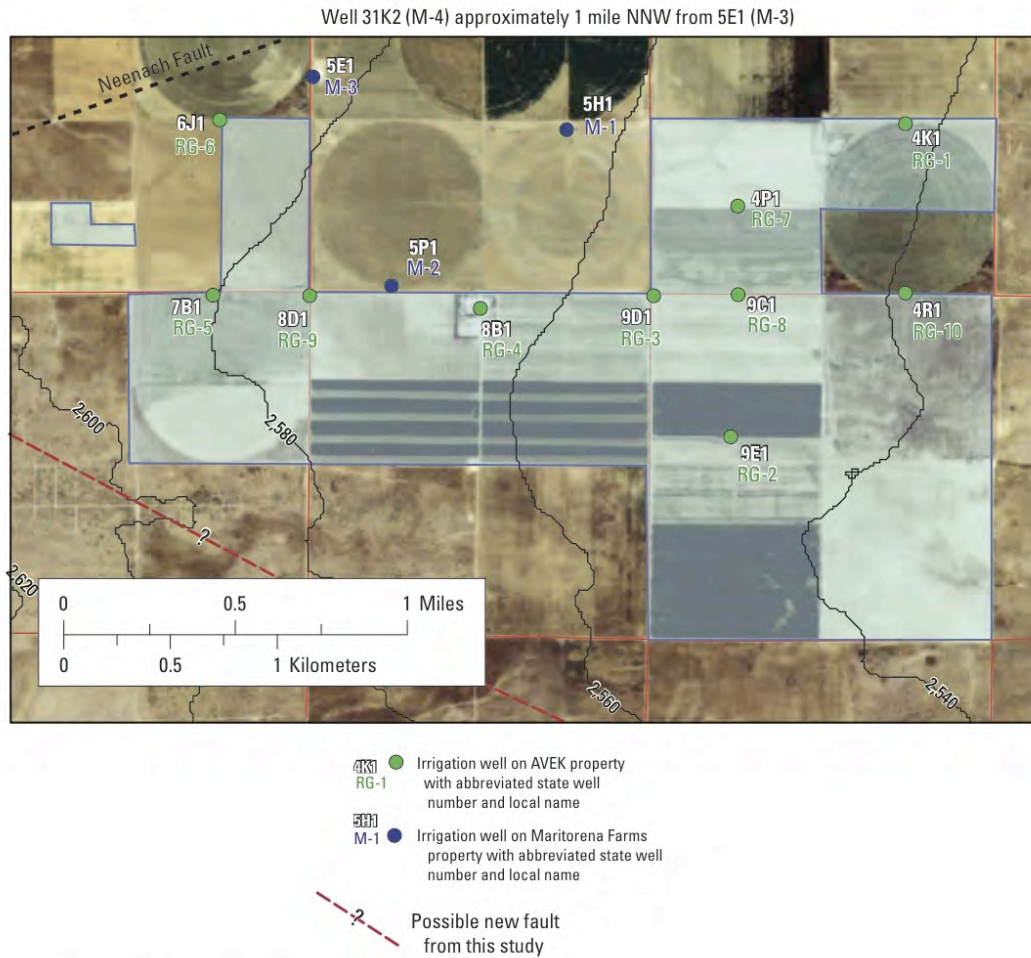 Well 31K2 (M-4) approximately 1 mile NNW from 5E1 (M-3)
Neenach Fault
5E1
M-3
5H1
M-1
6J1
RG-6
4K1
RG-1
4P1
RG-7
5P1
M-2
7B1
RG-5
8D1
RG-9
8B1
RG-4
9D1
RG-3
9C1
RG-8
4R1
RG-10
2,600
2,580
9E1
RG-2
?
2,620
0 0.5 1 Miles
0 0.5 1 Kilometers
2,560
2,540
4K1
RG-1
Irrigation well on AVEK property
with abbreviated state well
number and local name
5H1
M-1
Irrigation well on Maritorena Farms
property with abbreviated state well
number and local name
?
Possible new fault
from this study